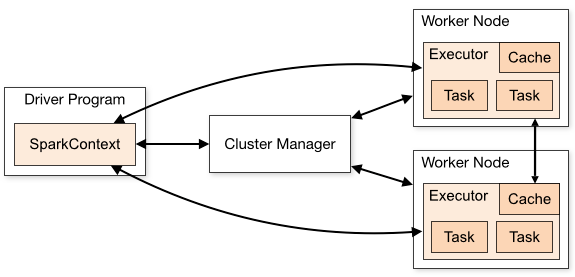 Driver Program
SparkContext
Cluster Manager
Worker Node
Executor
Cache
Task
Task
Worker Node
Executor
Cache
Task
Task